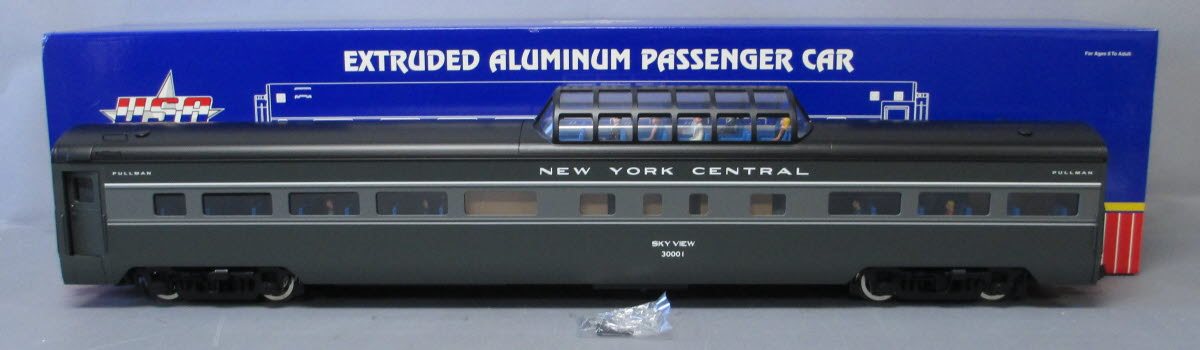 EXTRUDED ALUMINUM PASSENGER CAR
For Ages 8 To Adult
USA
PULLMAN
NEW YORK CENTRAL
PULLMAN
SKY VIEW
30001